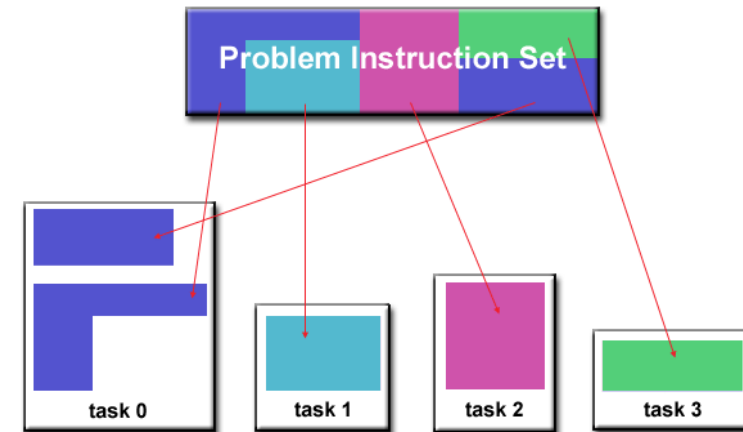 Problem Instruction Set
task 0
task 1
task 2
task 3